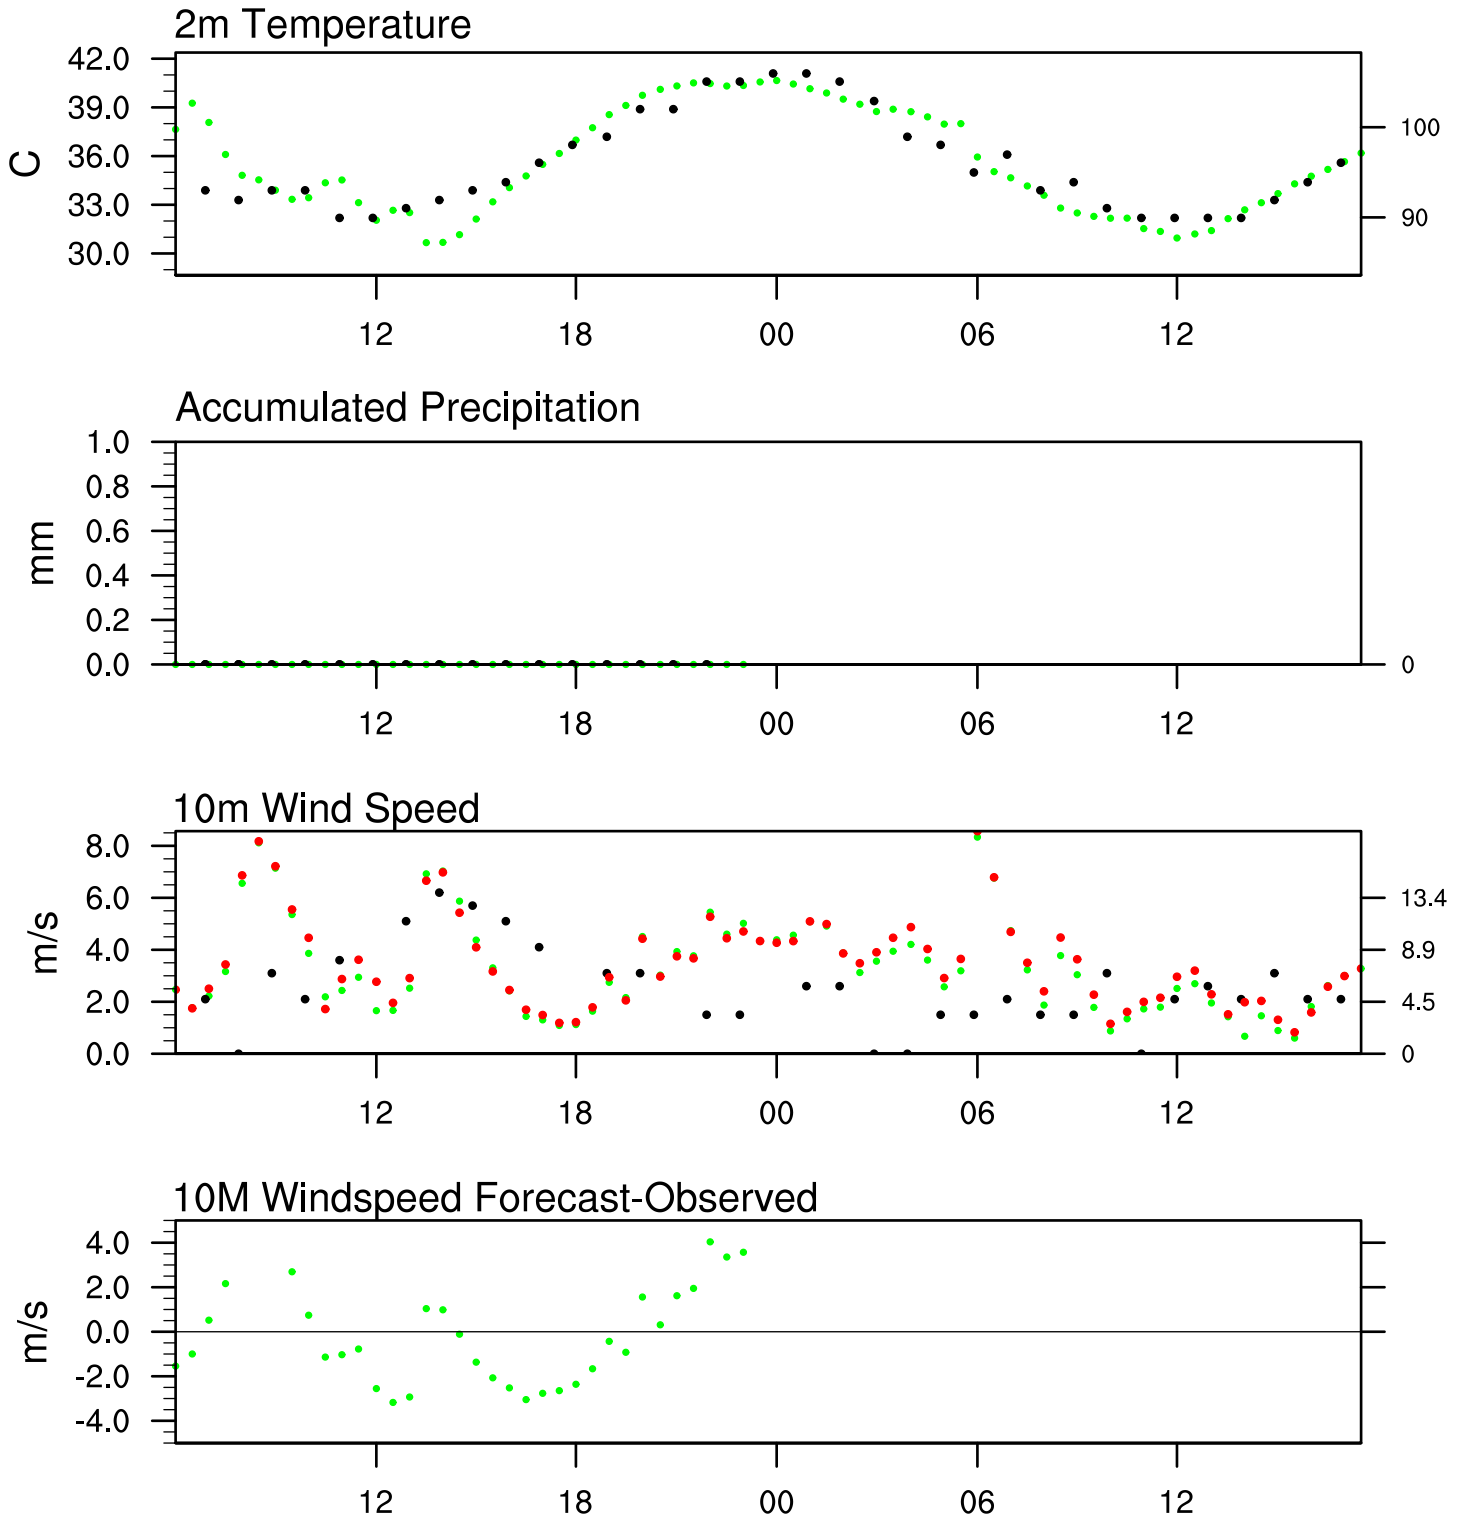 2m Temperature
42.0
39.0
36.0
33.0
30.0
C
100
90
12 18 00 06 12
Accumulated Precipitation
1.0
0.8
0.6
0.4
0.2
0.0
mm
0
12 18 00 06 12
10m Wind Speed
8.0
6.0
4.0
2.0
0.0
m/s
13.4
8.9
4.5
0
12 18 00 06 12
10M Windspeed Forecast-Observed
4.0
2.0
0.0
-2.0
-4.0
m/s
12 18 00 06 12